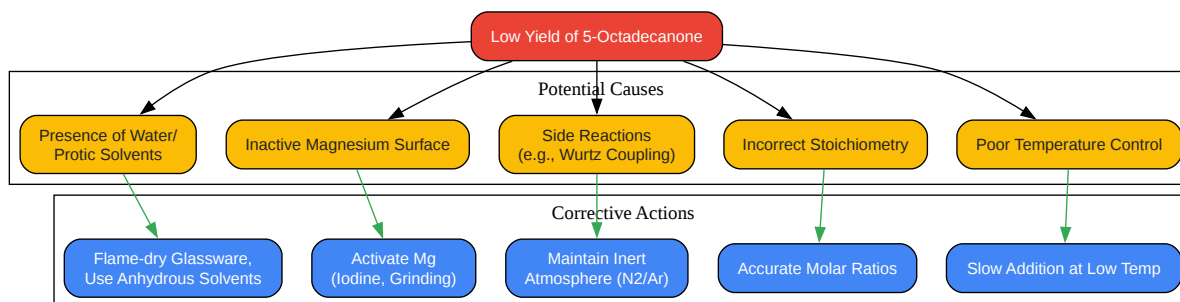 Low Yield of 5-Octadecanone
Potential Causes
Presence of Water/
Protic Solvents
Inactive Magnesium Surface
Side Reactions
(e.g., Wurtz Coupling)
Incorrect Stoichiometry
Poor Temperature Control
Corrective Actions
Flame-dry Glassware,
Use Anhydrous Solvents
Activate Mg
(Iodine, Grinding)
Maintain Inert
Atmosphere (N2/Ar)
Accurate Molar Ratios
Slow Addition at Low Temp